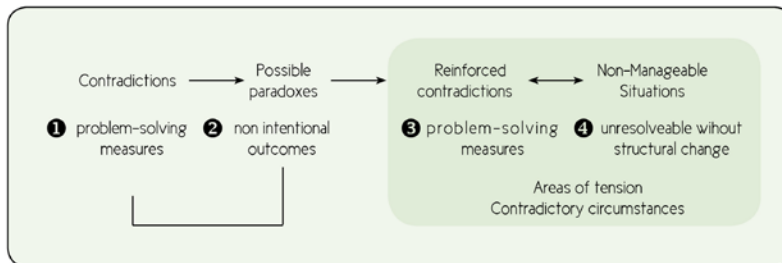 Contradictions
Possible
paradoxes
Reinforced
contradictions
Non-Manageable
Situations
❶ problem-solving
measures
❷ non intentional
outcomes
❸ problem-solving
measures
❹ unresolveable wihout
structural change
Areas of tension
Contradictory circumstances